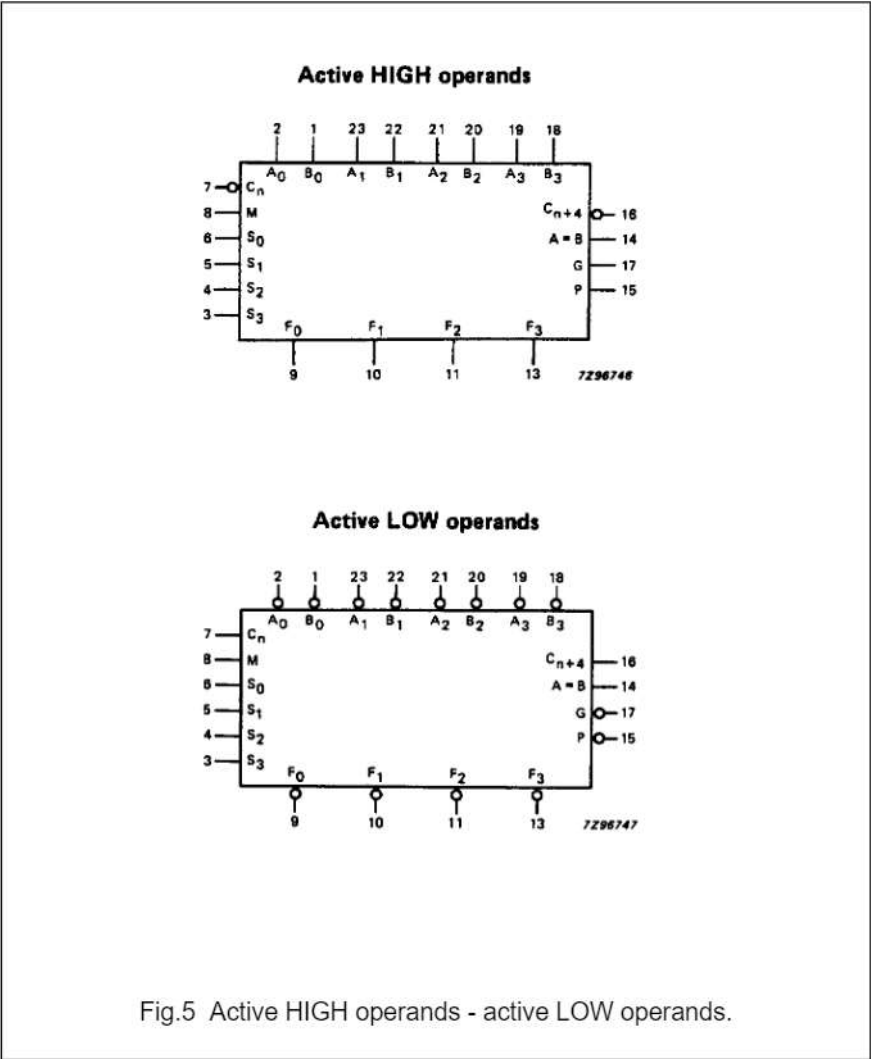 Active HIGH operands
2 1 23 22 21 20 19 18
A0 B0 A1 B1 A2 B2 A3 B3
7 Cn
8 M
6 S0
5 S1
4 S2
3 S3
Cn+4 16
A=B 14
G 17
P 15
F0 F1 F2 F3
9 10 11 13
7Z96746
Active LOW operands
2 1 23 22 21 20 19 18
A0 B0 A1 B1 A2 B2 A3 B3
7 Cn
8 M
6 S0
5 S1
4 S2
3 S3
Cn+4 16
A=B 14
G 17
P 15
F0 F1 F2 F3
9 10 11 13
7Z96747
Fig.5 Active HIGH operands - active LOW operands.